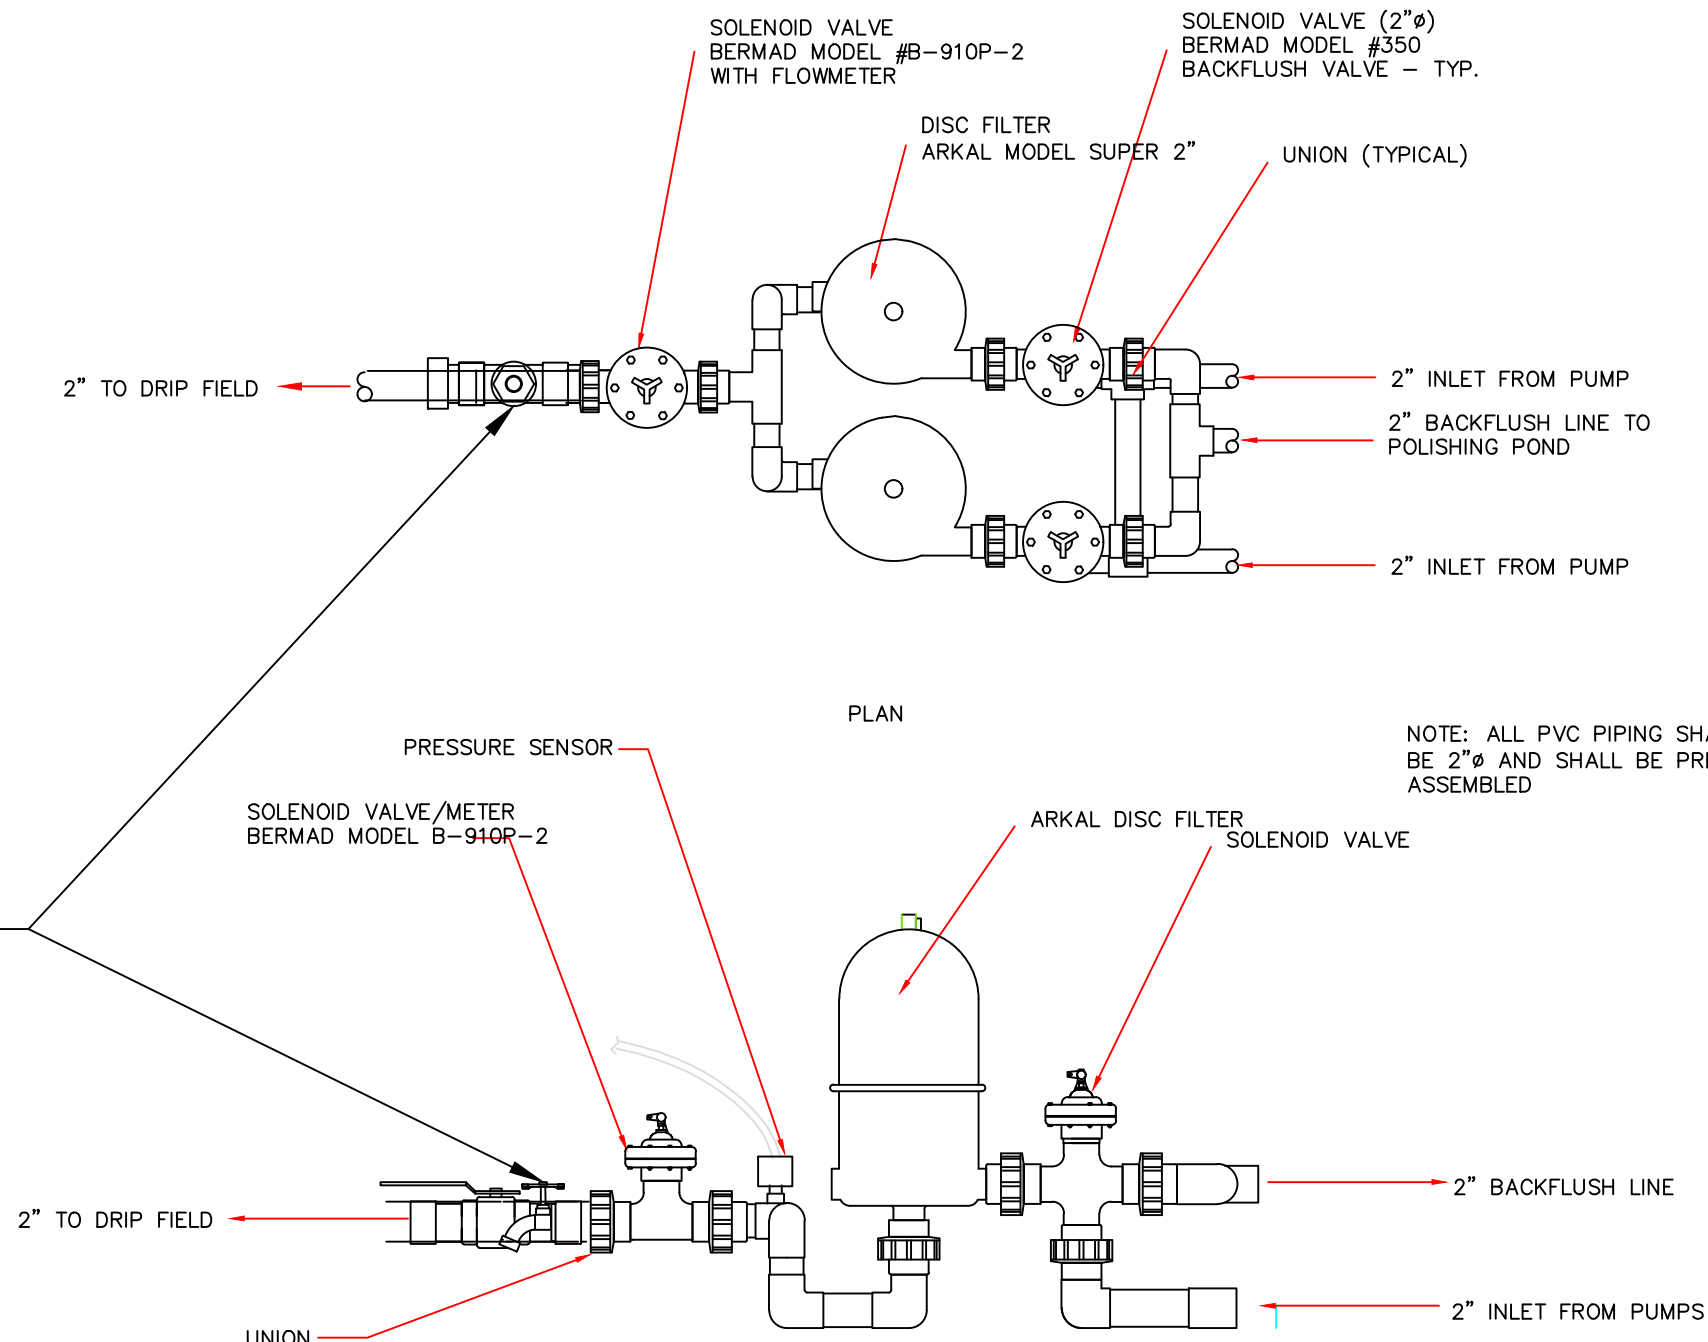 SOLENOID VALVE
BERMAD MODEL #B-910P-2
WITH FLOWMETER
SOLENOID VALVE (2"ø)
BERMAD MODEL #350
BACKFLUSH VALVE - TYP.
DISC FILTER
ARKAL MODEL SUPER 2"
UNION (TYPICAL)
2" TO DRIP FIELD
2" INLET FROM PUMP
2" BACKFLUSH LINE TO
POLISHING POND
2" INLET FROM PUMP
PLAN
NOTE: ALL PVC PIPING SHA
BE 2"ø AND SHALL BE PRE
ASSEMBLED
PRESSURE SENSOR
SOLENOID VALVE/METER
BERMAD MODEL B-910P-2
ARKAL DISC FILTER
SOLENOID VALVE
2" BACKFLUSH LINE
2" TO DRIP FIELD
2" INLET FROM PUMPS
UNION